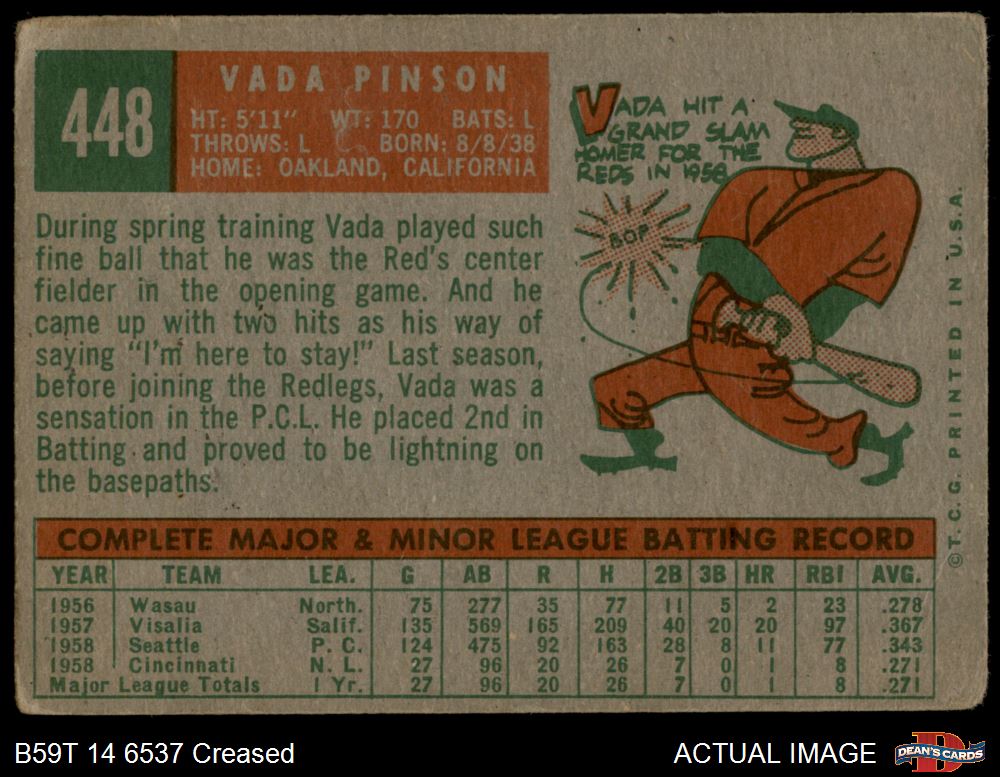 448
VADA PINSON
HT: 5'11" WT: 170 BATS: L
THROWS: L BORN: 8/8/38
HOME: OAKLAND, CALIFORNIA
VADA HIT A
GRAND SLAM
HOMER FOR THE
REDS IN 1958
BOP
During spring training Vada played such
fine ball that he was the Red's center
fielder in the opening game. And he
came up with two hits as his way of
saying "I'm here to stay!" Last season,
before joining the Redlegs, Vada was a
sensation in the P.C.L. He placed 2nd in
Batting and proved to be lightning on
the basepaths.
©T.C.G. PRINTED IN U.S.A.
COMPLETE MAJOR & MINOR LEAGUE BATTING RECORD
YEAR TEAM LEA. G AB R H 2B 3B HR RBI AVG.
1956 Wasau North. 75 277 35 77 11 5 2 23 .278
1957 Visalia Salif. 135 569 165 209 40 20 20 97 .367
1958 Seattle P. C. 124 475 92 163 28 8 11 77 .343
1958 Cincinnati N. L. 27 96 20 26 7 0 1 8 .271
Major League Totals 1 Yr. 27 96 20 26 7 0 1 8 .271
B59T 14 6537 Creased
ACTUAL IMAGE
DEAN'S CARDS